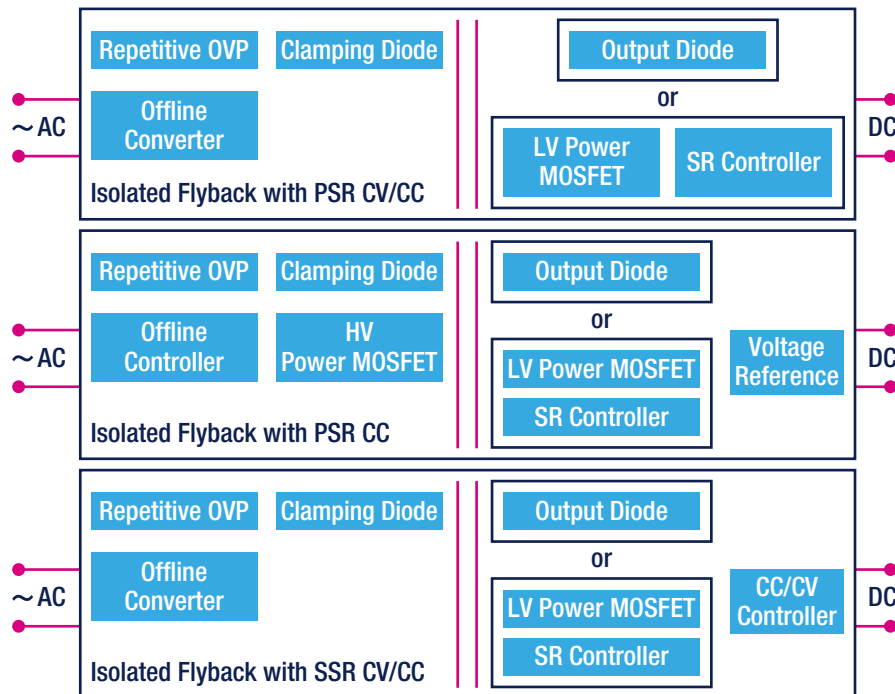 Repetitive OVP
Clamping Diode
Output Diode
or
Offline
Converter
LV Power
MOSFET
SR Controller
~ AC
DC
Isolated Flyback with PSR CV/CC
Repetitive OVP
Clamping Diode
Output Diode
or
Offline
Controller
HV
Power MOSFET
LV Power MOSFET
SR Controller
Voltage
Reference
~ AC
DC
Isolated Flyback with PSR CC
Repetitive OVP
Clamping Diode
Output Diode
or
Offline
Converter
LV Power MOSFET
SR Controller
CC/CV
Controller
~ AC
DC
Isolated Flyback with SSR CV/CC